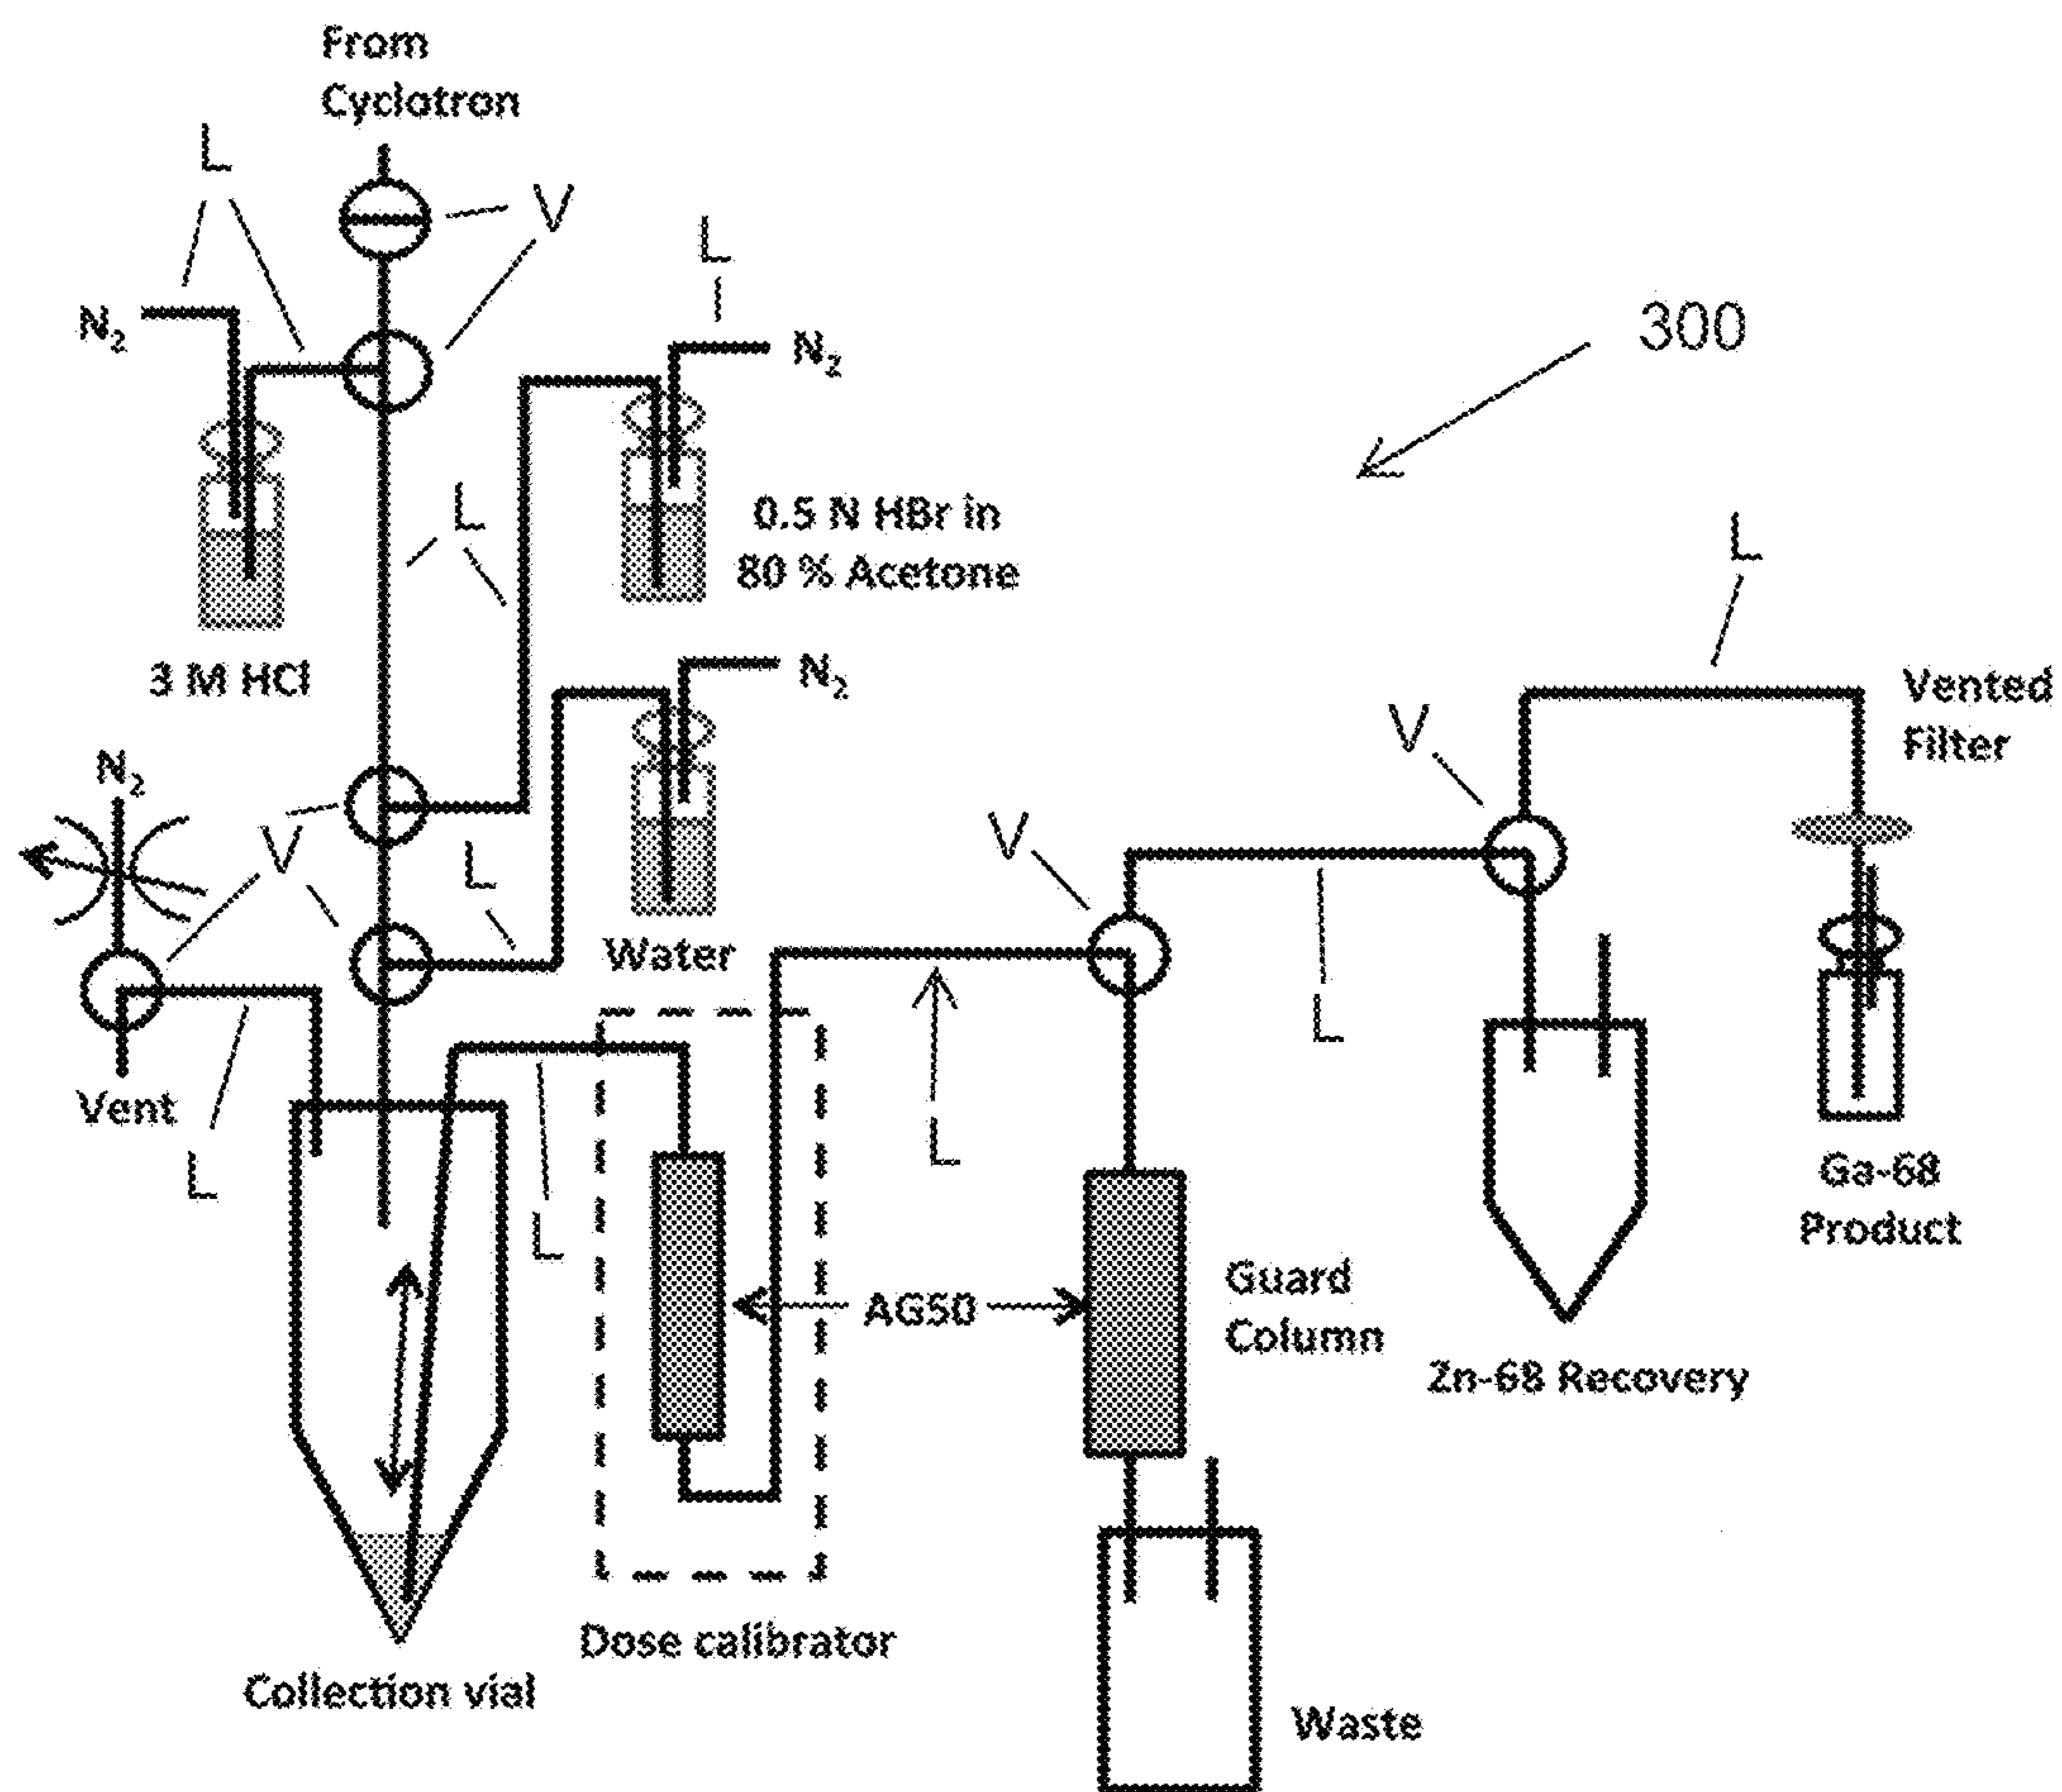 From
Cyclotron
L
V
L
N₂
N₂
300
L
0.5 N HBr in
80 % Acetone
L
3 M HCl
N₂
Vented
Filter
V
N₂
V
V
L
Water
L
Vent
L
L
L
Ga-68
Product
AG50
Guard
Column
Zn-68 Recovery
Dose calibrator
Collection vial
Waste